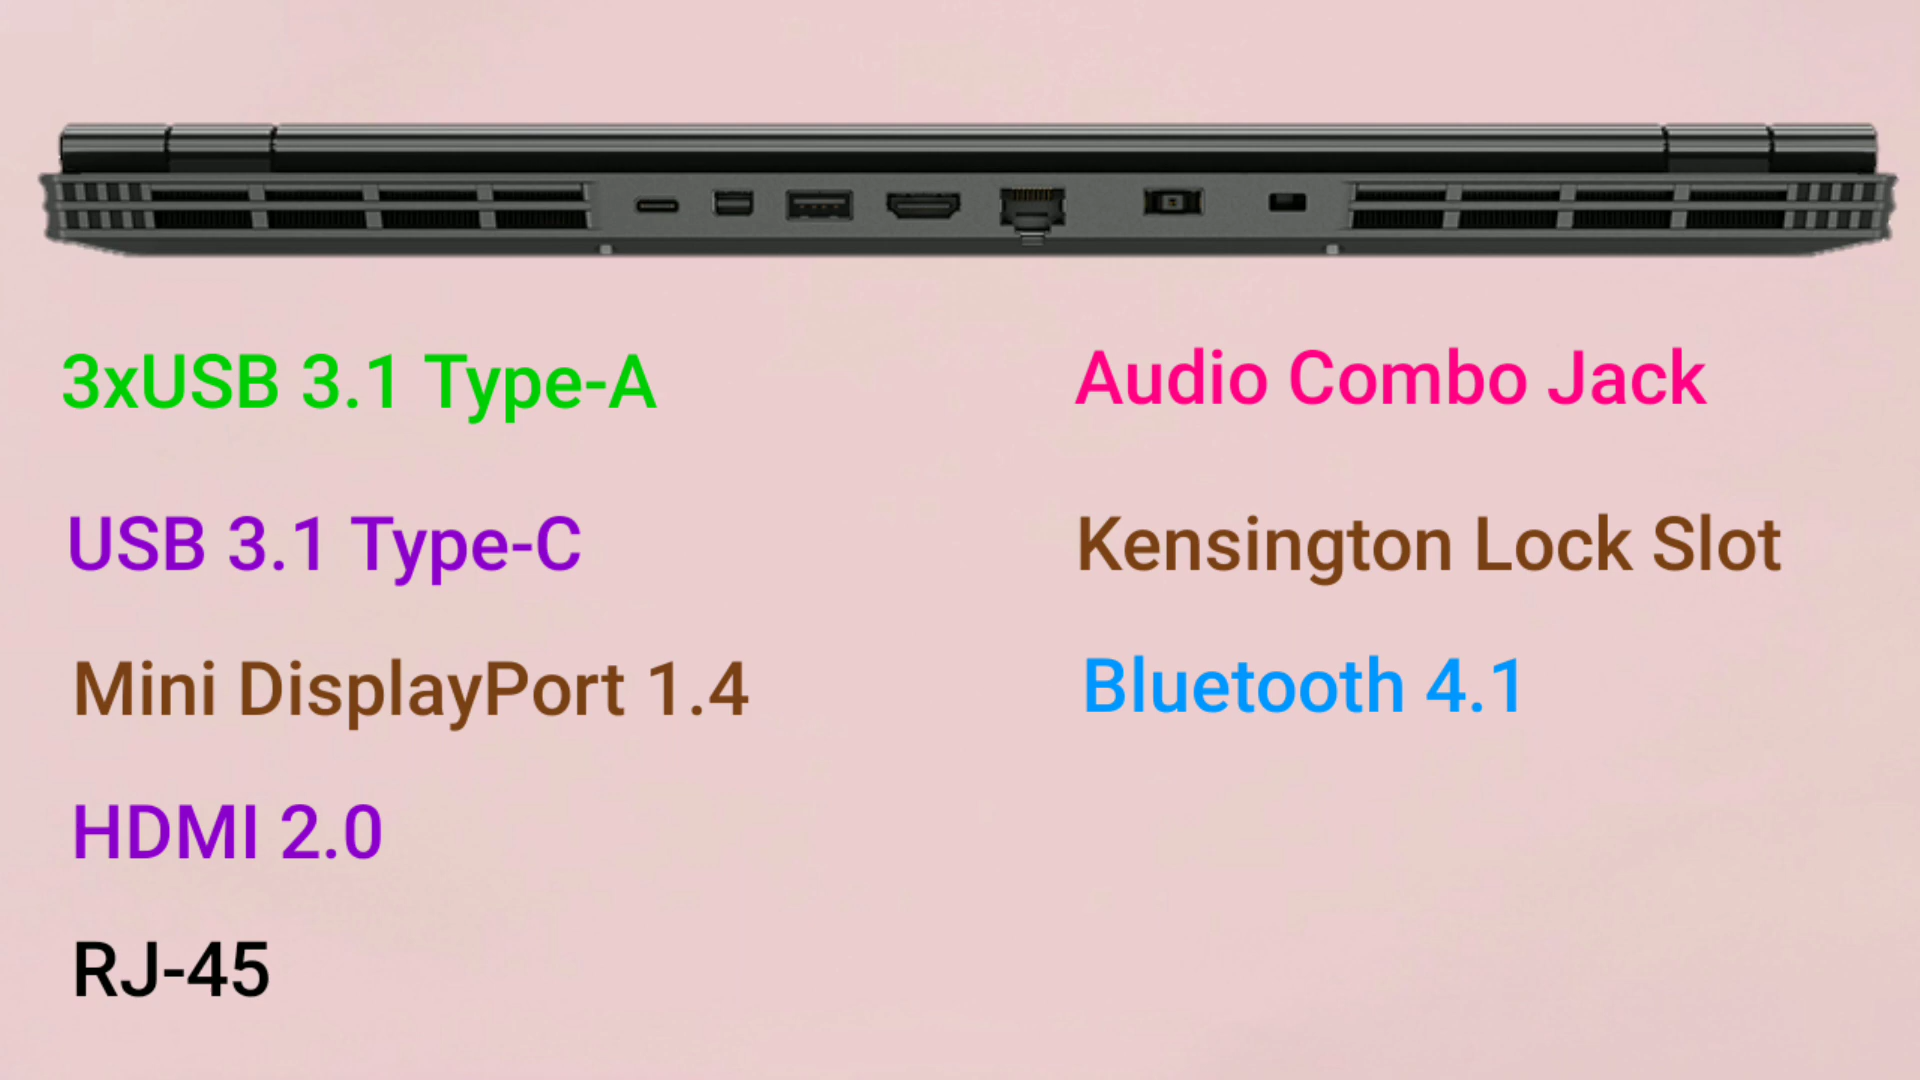 3xUSB 3.1 Type-A
USB 3.1 Type-C
Mini DisplayPort 1.4
HDMI 2.0
RJ-45
Audio Combo Jack
Kensington Lock Slot
Bluetooth 4.1